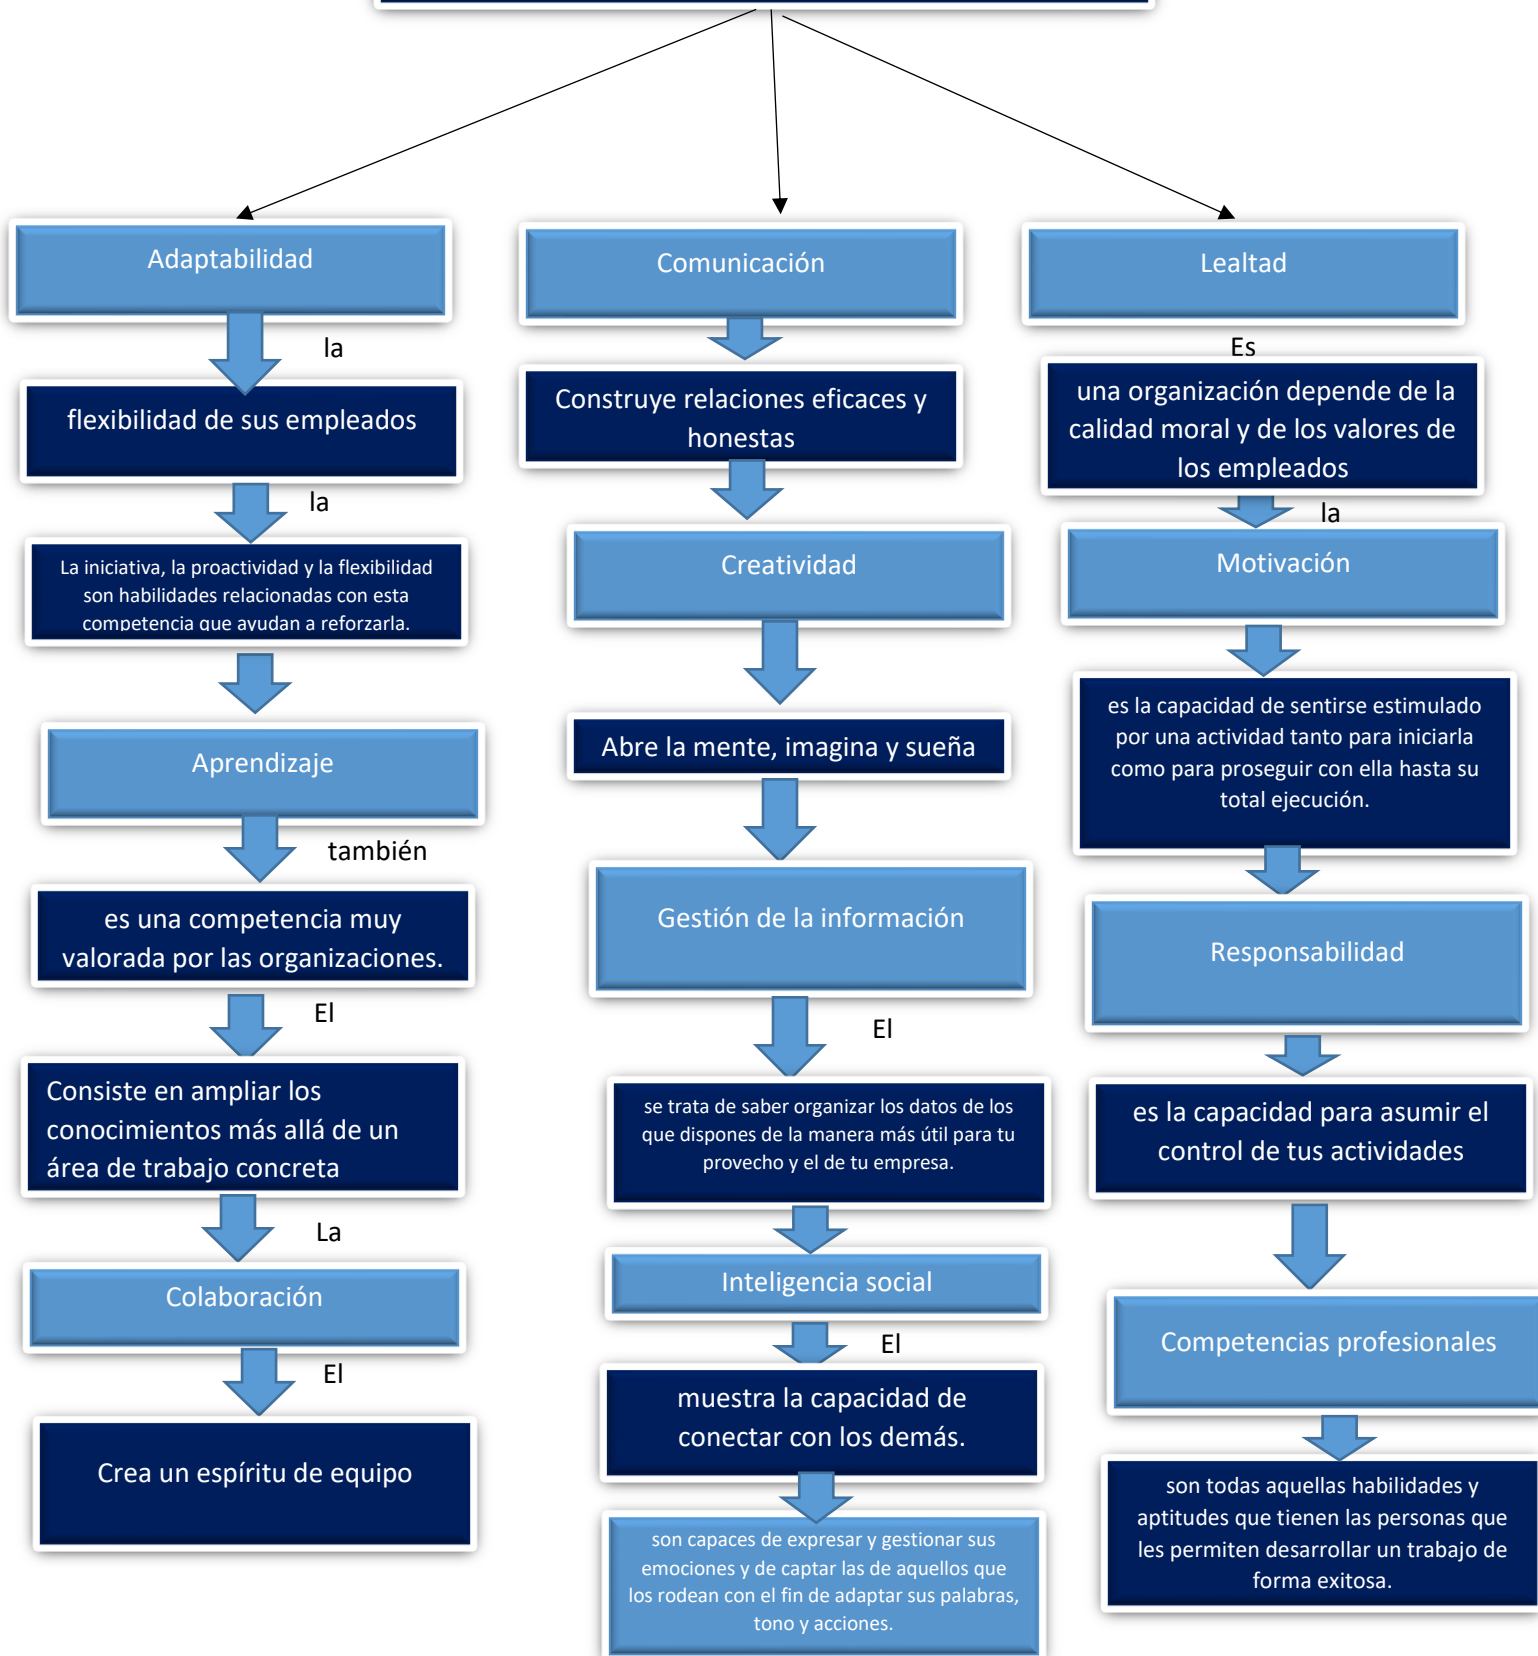 Adaptabilidad
la
flexibilidad de sus empleados
la
La iniciativa, la proactividad y la flexibilidad
son habilidades relacionadas con esta
competencia que ayudan a reforzarla.
Aprendizaje
también
es una competencia muy
valorada por las organizaciones.
El
Consiste en ampliar los
conocimientos más allá de un
área de trabajo concreta
La
Colaboración
El
Crea un espíritu de equipo
Comunicación
Construye relaciones eficaces y
honestas
Creatividad
Abre la mente, imagina y sueña
Gestión de la información
El
se trata de saber organizar los datos de los
que dispones de la manera más útil para tu
provecho y el de tu empresa.
Inteligencia social
El
muestra la capacidad de
conectar con los demás.
son capaces de expresar y gestionar sus
emociones y de captar las de aquellos que
los rodean con el fin de adaptar sus palabras,
tono y acciones.
Lealtad
Es
una organización depende de la
calidad moral y de los valores de
los empleados
la
Motivación
es la capacidad de sentirse estimulado
por una actividad tanto para iniciarla
como para proseguir con ella hasta su
total ejecución.
Responsabilidad
es la capacidad para asumir el
control de tus actividades
Competencias profesionales
son todas aquellas habilidades y
aptitudes que tienen las personas que
les permiten desarrollar un trabajo de
forma exitosa.